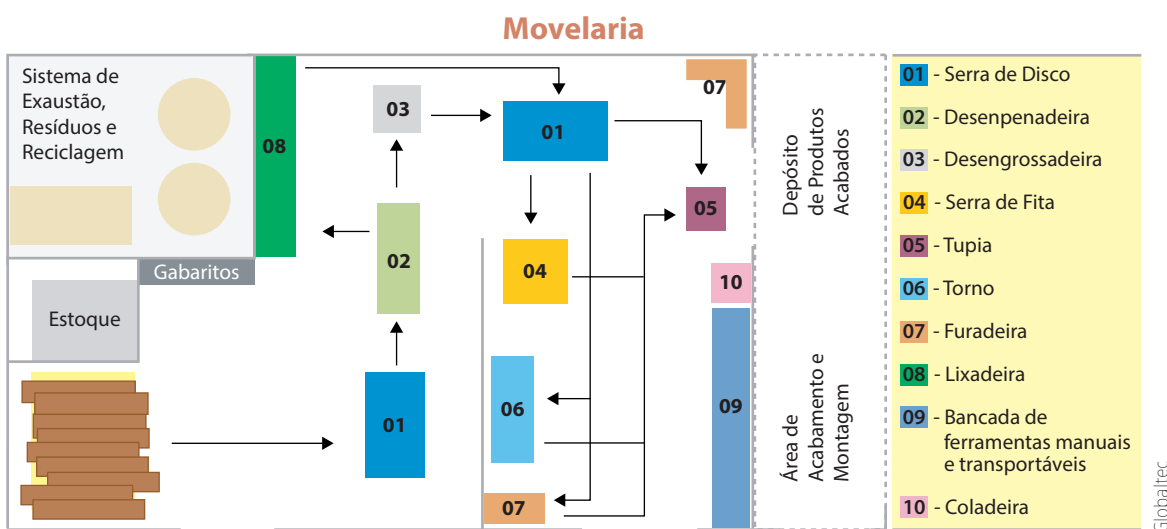 Movelaria
Sistema de
Exaustão,
Resíduos e
Reciclagem
08
03
01
07
05
02
04
10
Gabaritos
Estoque
01
06
09
07
Depósito
de Produtos
Acabados
Área de
Acabamento e
Montagem
01 - Serra de Disco
02 - Desenpenadeira
03 - Desengrossadeira
04 - Serra de Fita
05 - Tupia
06 - Torno
07 - Furadeira
08 - Lixadeira
09 - Bancada de
ferramentas manuais
e transportáveis
10 - Coladeira
Globaltec